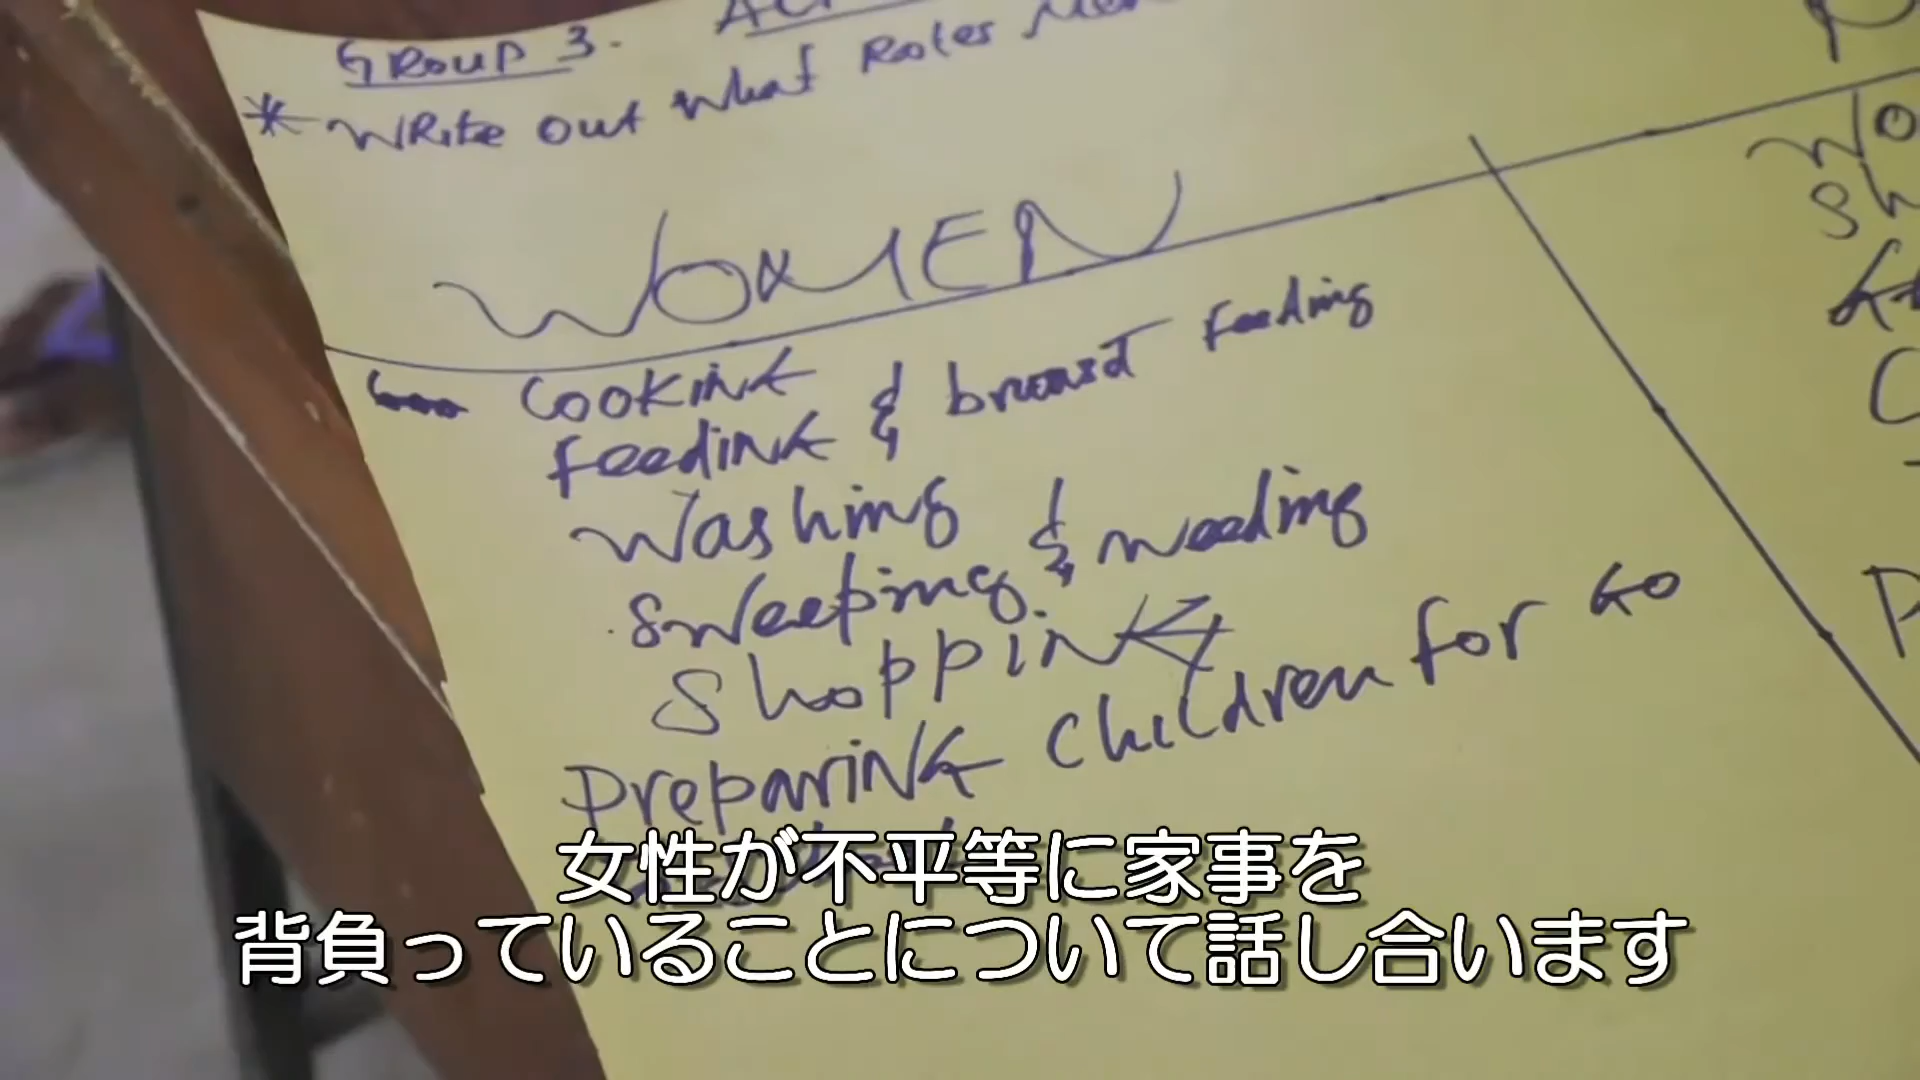 GROUP 3.
* WRite out what Roles Men
WOMEN
COOKING
feeding & breast feeding
Washing
Sweeping & weeding
Shopping
Preparing children for
女性が不平等に家事を
背負っていることについて話し合います